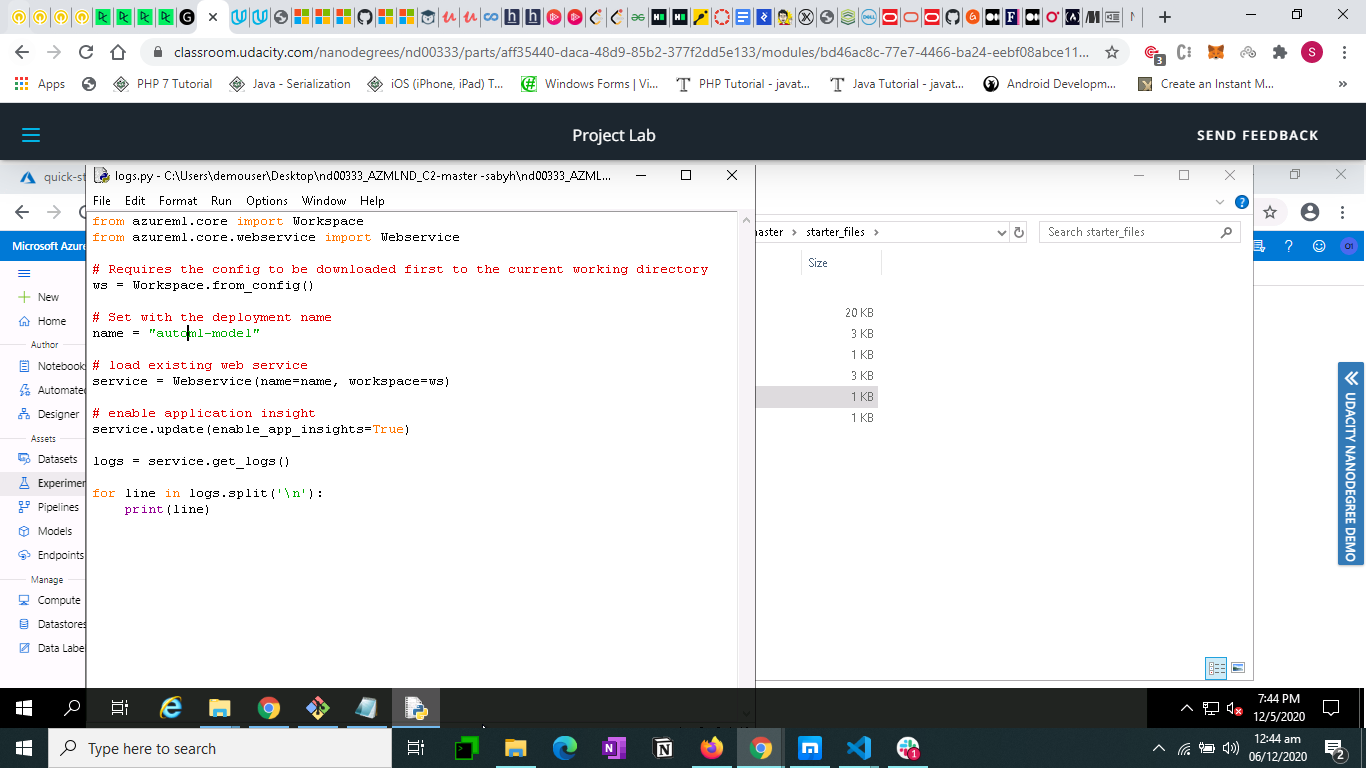 classroom.udacity.com/nanodegrees/nd00333/parts/aff35440-daca-48d9-85b2-377f2dd5e133/modules/bd46ac8c-77e7-4466-ba24-eebf08abce11...
3
S
Apps
PHP 7 Tutorial
Java - Serialization
iOS (iPhone, iPad) T...
Windows Forms | Vi...
PHP Tutorial - javat...
Java Tutorial - javat...
Android Developm...
Create an Instant M...
»
Project Lab
SEND FEEDBACK
quick-st
logs.py - C:\Users\demouser\Desktop\nd00333_AZMLND_C2-master -sabyh\nd00333_AZML...
File Edit Format Run Options Window Help
from azureml.core import Workspace
from azureml.core.webservice import Webservice
# Requires the config to be downloaded first to the current working directory
ws = Workspace.from_config()
# Set with the deployment name
name = "automl-model"
# load existing web service
service = Webservice(name=name, workspace=ws)
# enable application insight
service.update(enable_app_insights=True)
logs = service.get_logs()
for line in logs.split('\n'):
    print(line)
Microsoft Azure
New
Home
Author
Notebook
Automated
Designer
Assets
Datasets
Experimen
Pipelines
Models
Endpoints
Manage
Compute
Datastores
Data Labe
naster
starter_files
Search starter_files
Size
20 KB
3 KB
1 KB
3 KB
1 KB
1 KB
UDACITY NANODEGREE DEMO
7:44 PM
12/5/2020
Type here to search
12:44 am
06/12/2020
2